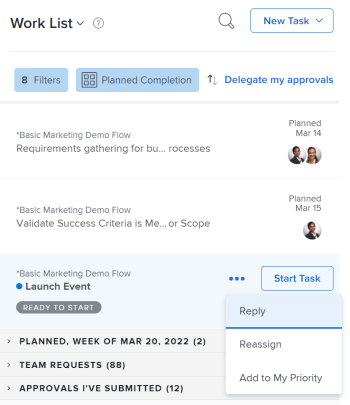 Work List
New Task
8 Filters
Planned Completion
Delegate my approvals
Planned
Mar 14
*Basic Marketing Demo Flow
Requirements gathering for bu... rocesses
Planned
Mar 15
*Basic Marketing Demo Flow
Validate Success Criteria is Me... or Scope
*Basic Marketing Demo Flow
Launch Event
Start Task
READY TO START
Reply
Reassign
Add to My Priority
PLANNED, WEEK OF MAR 20, 2022 (2)
TEAM REQUESTS (88)
APPROVALS I'VE SUBMITTED (12)